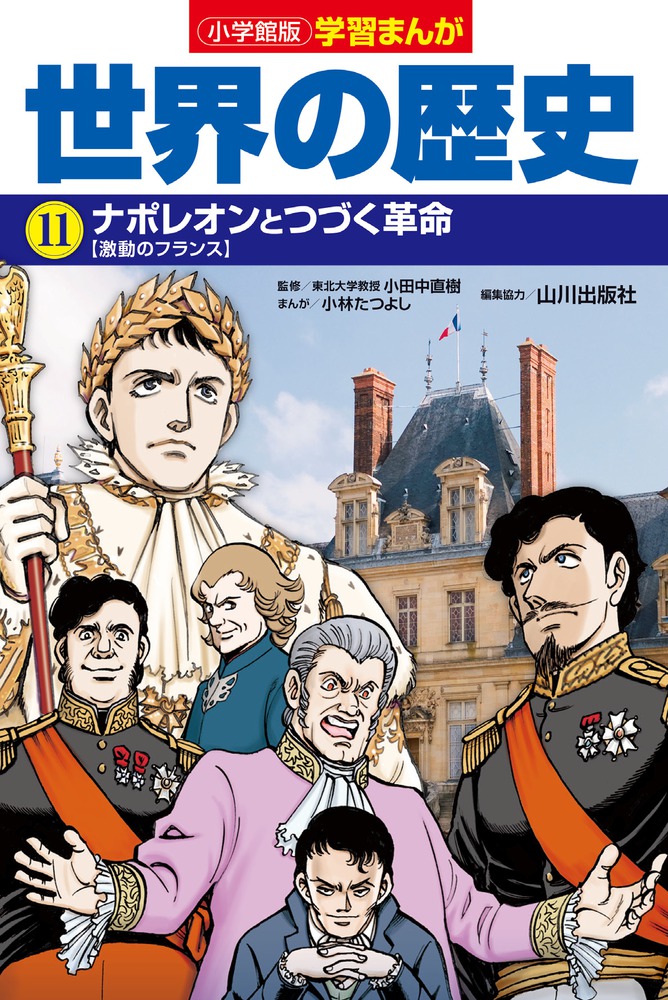 小学館版 学習まんが
世界の歴史
11 ナポレオンとつづく革命
【激動のフランス】
監修／東北大学教授 小田中直樹
まんが／小林たつよし
編集協力／山川出版社